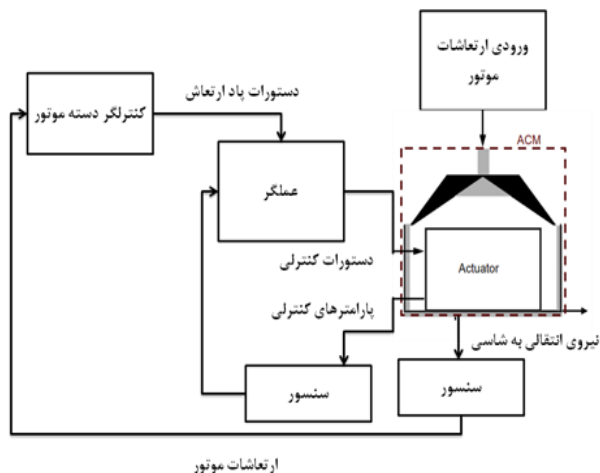 ورودی ارتعاشات
موتور
کنترلگر دسته موتور
دستورات پاد ارتعاش
ACM
عملگر
دستورات کنترلی
Actuator
پارامترهای کنترلی
نیروی انتقالی به شاسی
سنسور
سنسور
ارتعاشات موتور